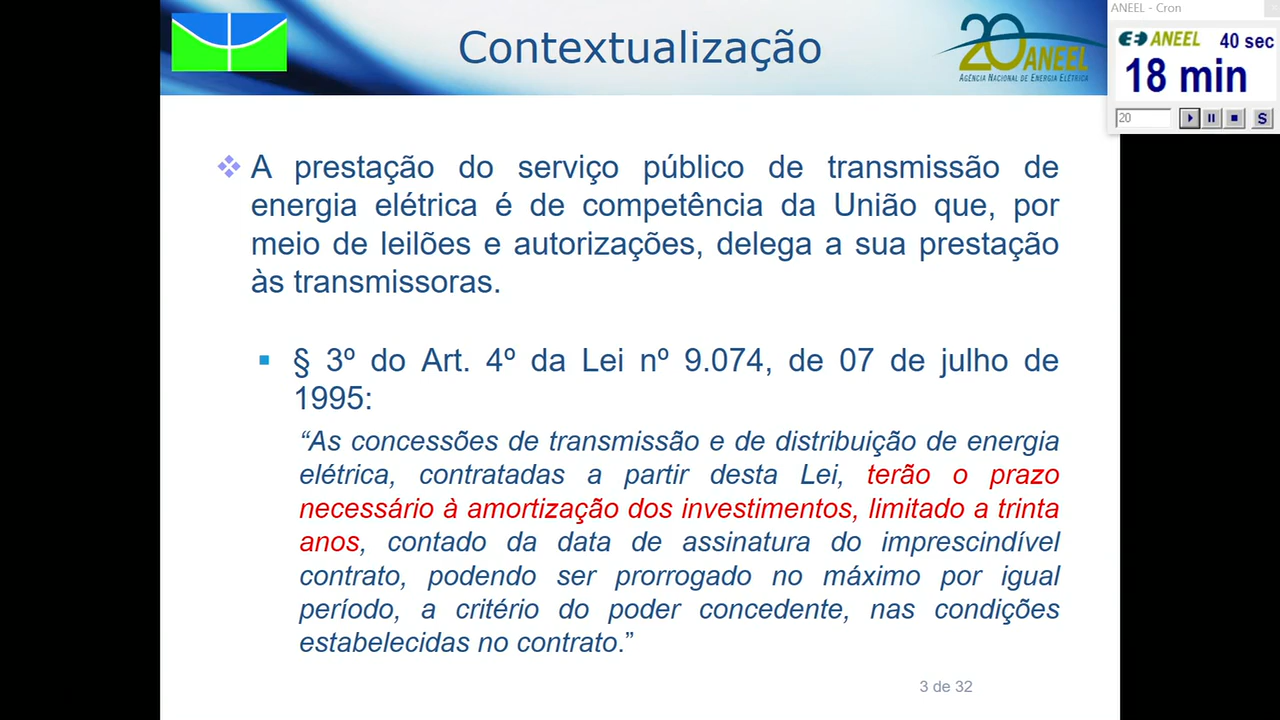 Contextualização
20 ANEEL
AGÊNCIA NACIONAL DE ENERGIA ELÉTRICA
ANEEL - Cron
ANEEL 40 sec
18 min
20
S
A prestação do serviço público de transmissão de
energia elétrica é de competência da União que, por
meio de leilões e autorizações, delega a sua prestação
às transmissoras.
§ 3º do Art. 4º da Lei nº 9.074, de 07 de julho de
1995:
“As concessões de transmissão e de distribuição de energia
elétrica, contratadas a partir desta Lei, terão o prazo
necessário à amortização dos investimentos, limitado a trinta
anos, contado da data de assinatura do imprescindível
contrato, podendo ser prorrogado no máximo por igual
período, a critério do poder concedente, nas condições
estabelecidas no contrato.”
3 de 32